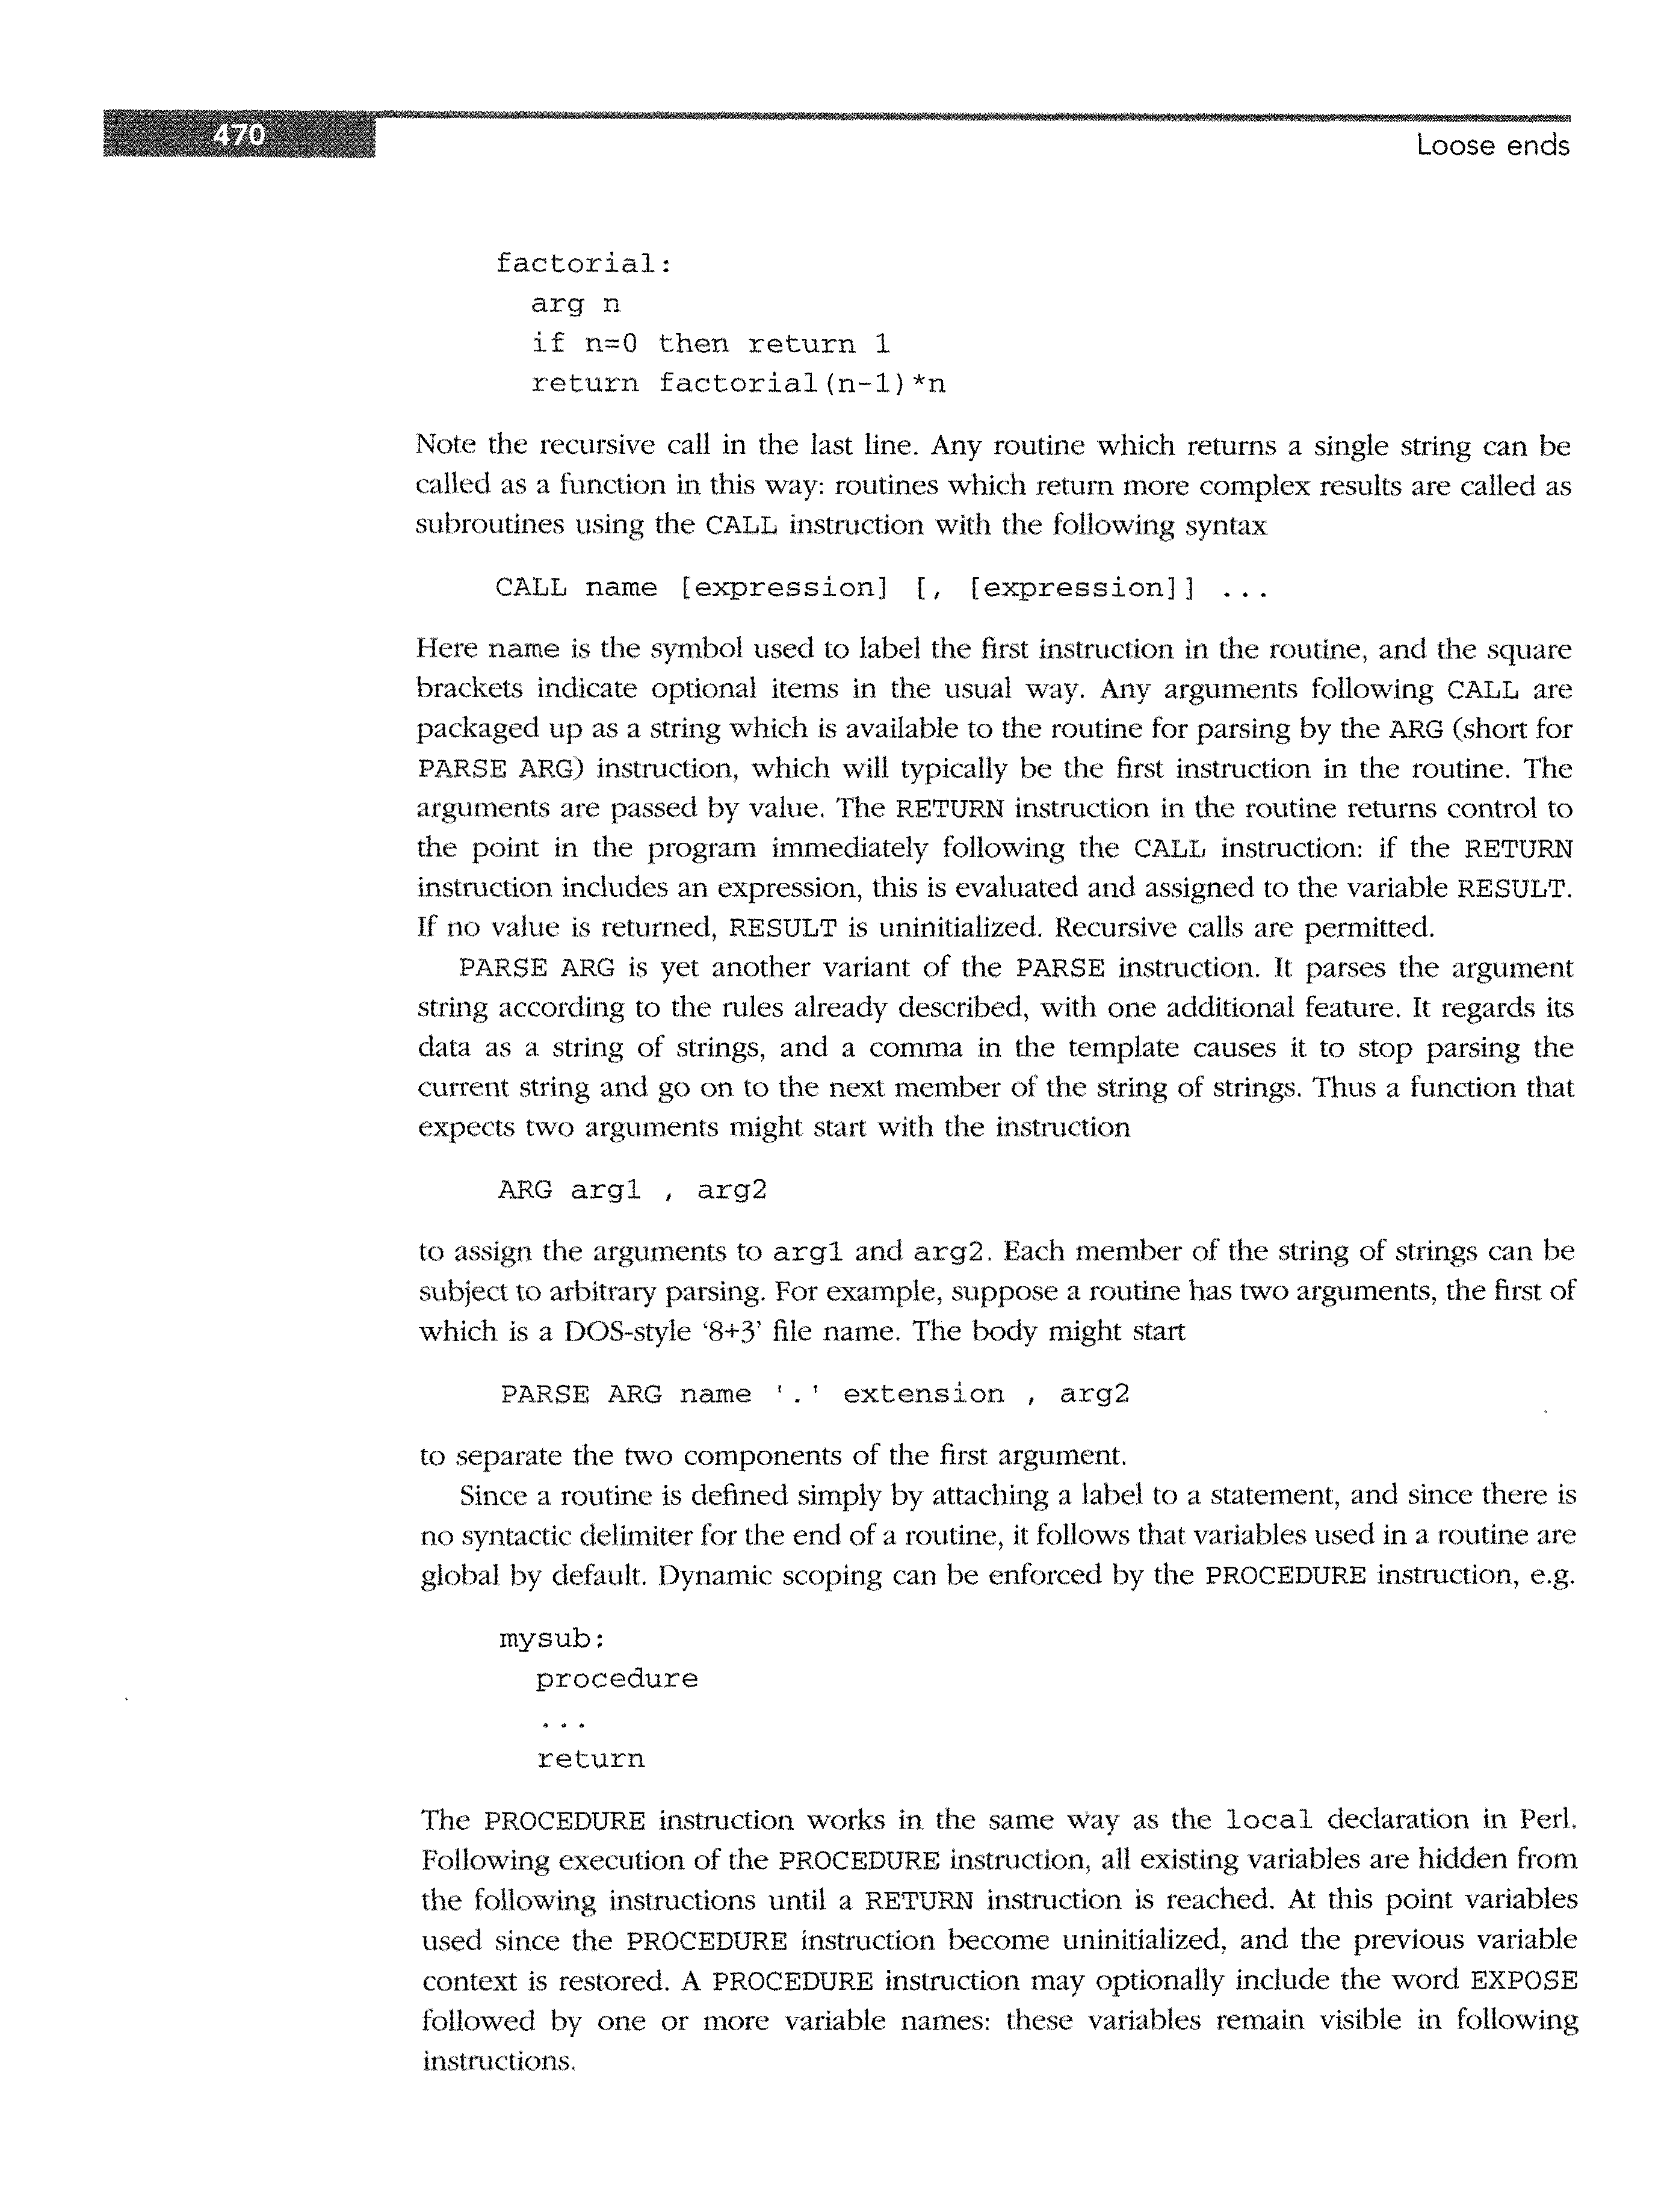 470
Loose ends
factorial:
arg n
if n=0 then return 1
return factorial(n-1)*n
Note the recursive call in the last line. Any routine which returns a single string can be
called as a function in this way: routines which return more complex results are called as
subroutines using the CALL instruction with the following syntax
CALL name [expression] [, [expression]] ...
Here name is the symbol used to label the first instruction in the routine, and the square
brackets indicate optional items in the usual way. Any arguments following CALL are
packaged up as a string which is available to the routine for parsing by the ARG (short for
PARSE ARG) instruction, which will typically be the first instruction in the routine. The
arguments are passed by value. The RETURN instruction in the routine returns control to
the point in the program immediately following the CALL instruction: if the RETURN
instruction includes an expression, this is evaluated and assigned to the variable RESULT.
If no value is returned, RESULT is uninitialized. Recursive calls are permitted.
PARSE ARG is yet another variant of the PARSE instruction. It parses the argument
string according to the rules already described, with one additional feature. It regards its
data as a string of strings, and a comma in the template causes it to stop parsing the
current string and go on to the next member of the string of strings. Thus a function that
expects two arguments might start with the instruction
ARG arg1 , arg2
to assign the arguments to arg1 and arg2. Each member of the string of strings can be
subject to arbitrary parsing. For example, suppose a routine has two arguments, the first of
which is a DOS-style ‘8+3’ file name. The body might start
PARSE ARG name '.' extension , arg2
to separate the two components of the first argument.
Since a routine is defined simply by attaching a label to a statement, and since there is
no syntactic delimiter for the end of a routine, it follows that variables used in a routine are
global by default. Dynamic scoping can be enforced by the PROCEDURE instruction, e.g.
mysub:
procedure
...
return
The PROCEDURE instruction works in the same way as the local declaration in Perl.
Following execution of the PROCEDURE instruction, all existing variables are hidden from
the following instructions until a RETURN instruction is reached. At this point variables
used since the PROCEDURE instruction become uninitialized, and the previous variable
context is restored. A PROCEDURE instruction may optionally include the word EXPOSE
followed by one or more variable names: these variables remain visible in following
instructions.